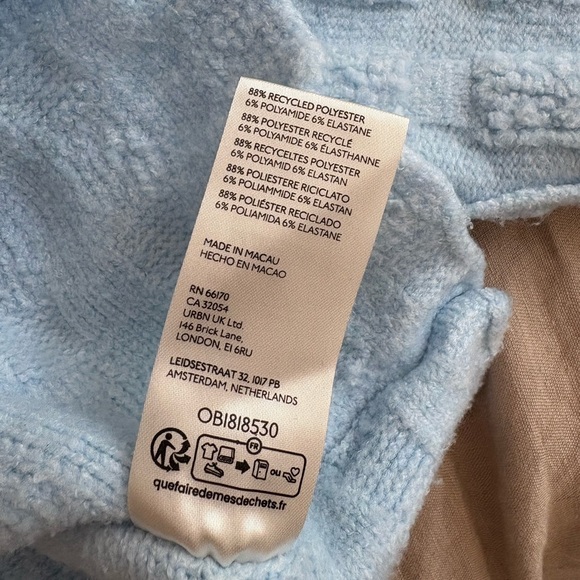 88% RECYCLED POLYESTER
6% POLYAMIDE 6% ELASTANE
88% POLYESTER RECYCLÉ
6% POLYAMIDE 6% ÉLASTHANNE
88% RECYCELTES POLYESTER
6% POLYAMID 6% ELASTAN
88% POLIESTERE RICICLATO
6% POLIAMMIDE 6% ELASTAN
88% POLIÉSTER RECICLADO
6% POLIAMIDA 6% ELASTANE
MADE IN MACAU
HECHO EN MACAO
RN 66170
CA 32054
URBN UK Ltd.
146 Brick Lane,
LONDON, E1 6RU
LEIDSESTRAAT 32, 1017 PB
AMSTERDAM, NETHERLANDS
OB1818530
FR
ou
quefairedemesdechets.fr